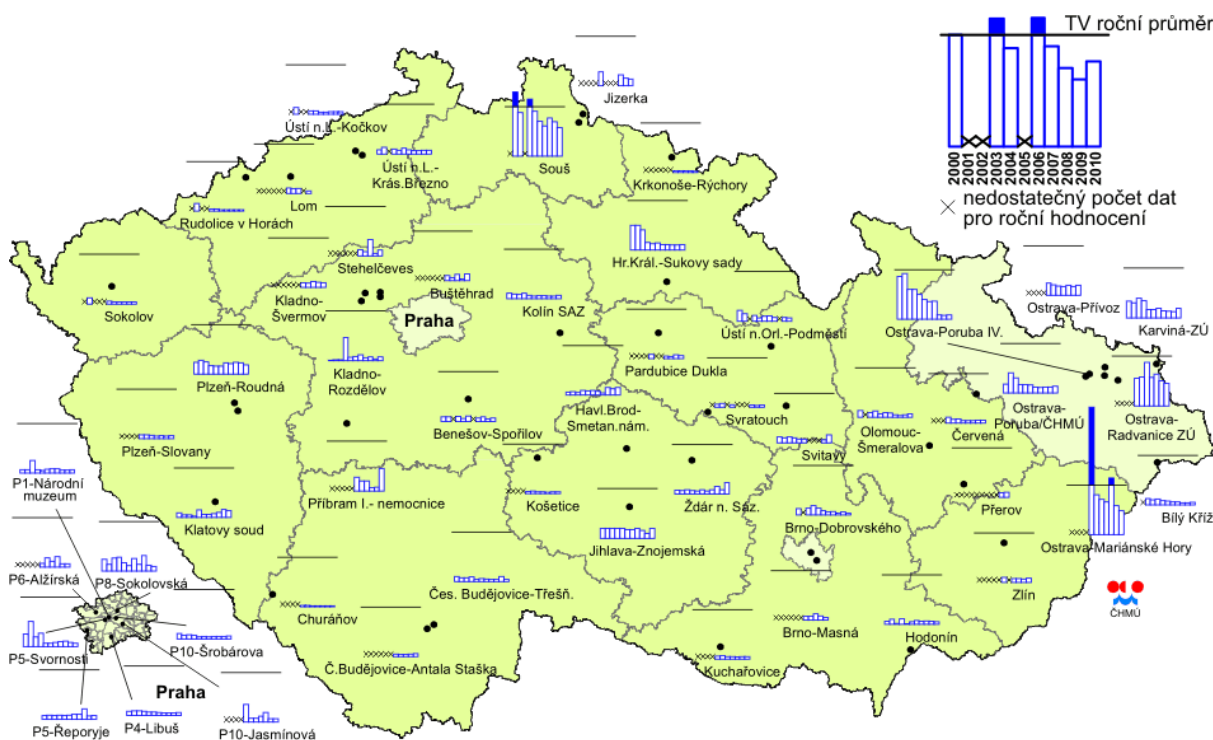 TV roční průměr
2000
2001
2002
2003
2004
2005
2006
2007
2008
2009
2010
nedostatečný počet dat
pro roční hodnocení
Jizerka
Ústí n.L.-Kočkov
Ústí n.L.-
Krás.Březno
Souš
Krkonoše-Rýchory
Lom
Rudolice v Horách
Stehelčeves
Hr.Král.-Sukovy sady
Buštěhrad
Sokolov
Kladno-
Švermov
Kolín SAZ
Praha
Ústí n.Orl.-Podměstí
Ostrava-Poruba IV.
Ostrava-Přívoz
Karviná-ZÚ
Plzeň-Roudná
Kladno-
Rozdělov
Pardubice Dukla
Havl.Brod-
Smetan.nám.
Svratouch
Ostrava-
Poruba/ČHMÚ
Ostrava-
Radvanice ZÚ
Benešov-Spořilov
Olomouc-
Šmeralova
Červená
Plzeň-Slovany
Svitavy
P1-Národní
muzeum
Příbram I.- nemocnice
Košetice
Ždár n. Sáz.
Přerov
Bílý Kříž
Klatovy soud
Brno-Dobrovského
Jihlava-Znojemská
Ostrava-Mariánské Hory
P6-Alžírská
P8-Sokolovská
Čes. Budějovice-Třešň.
Zlín
ČHMÚ
Churáňov
Brno-Masná
Hodonín
P5-Svornosti
P10-Šrobárova
Č.Budějovice-Antala Staška
Kuchařovice
Praha
P5-Řeporyje
P4-Libuš
P10-Jasmínová